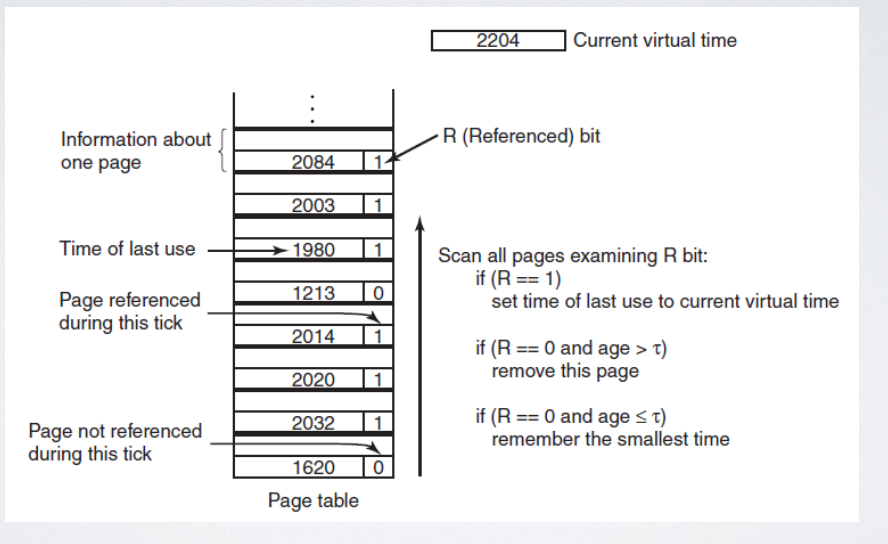 2204 Current virtual time
Information about
one page
R (Referenced) bit
2084 1
2003 1
Time of last use
1980 1
Scan all pages examining R bit:
if (R == 1)
set time of last use to current virtual time
if (R == 0 and age > τ)
remove this page
if (R == 0 and age ≤ τ)
remember the smallest time
1213 0
Page referenced
during this tick
2014 1
2020 1
2032 1
Page not referenced
during this tick
1620 0
Page table